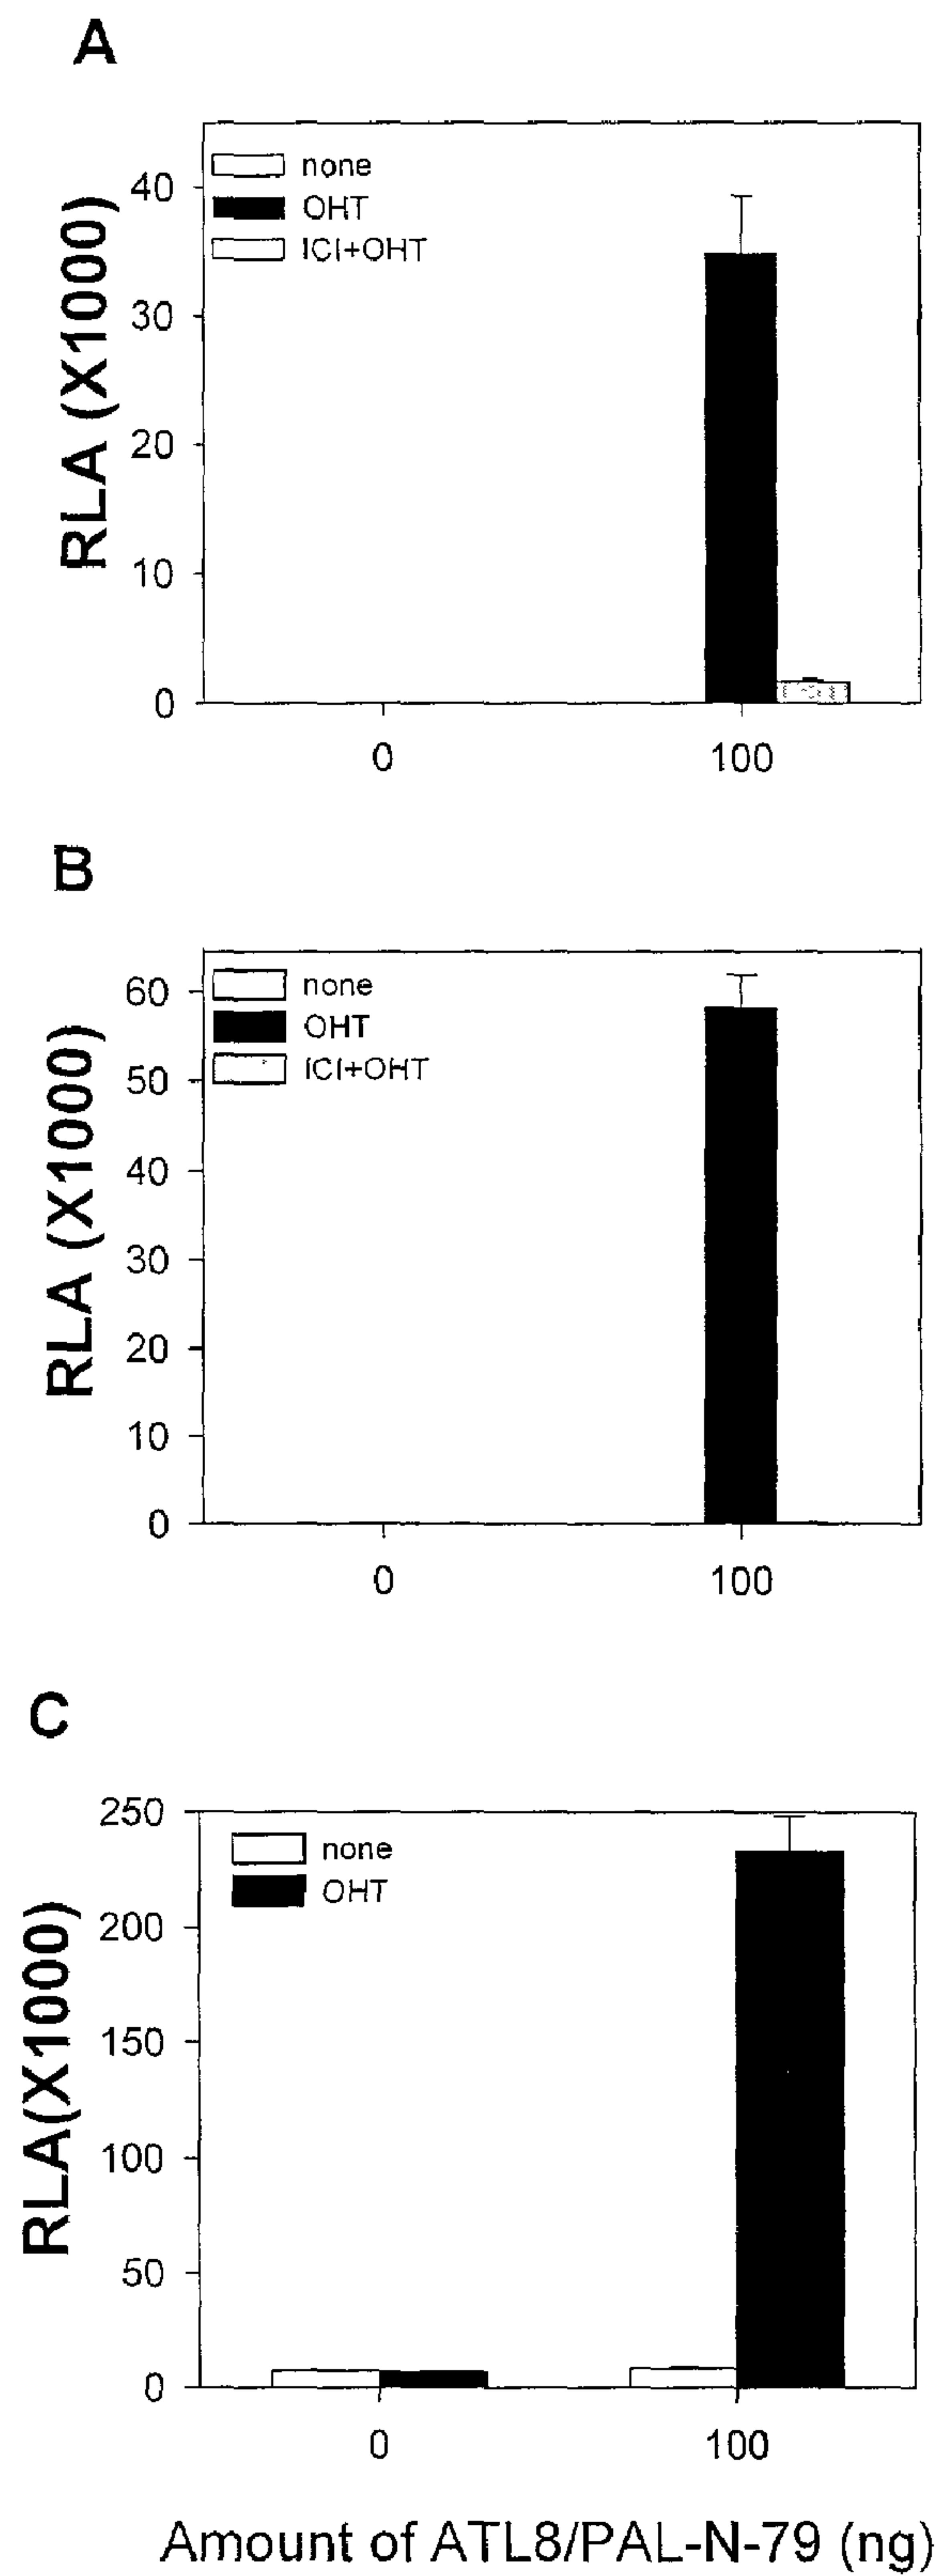 A
none
OHT
ICI+OHT
40
30
20
10
0
RLA (X1000)
0 100
B
none
OHT
ICI+OHT
60
50
40
30
20
10
0
RLA (X1000)
0 100
C
none
OHT
250
200
150
100
50
0
RLA(X1000)
0 100
Amount of ATL8/PAL-N-79 (ng)